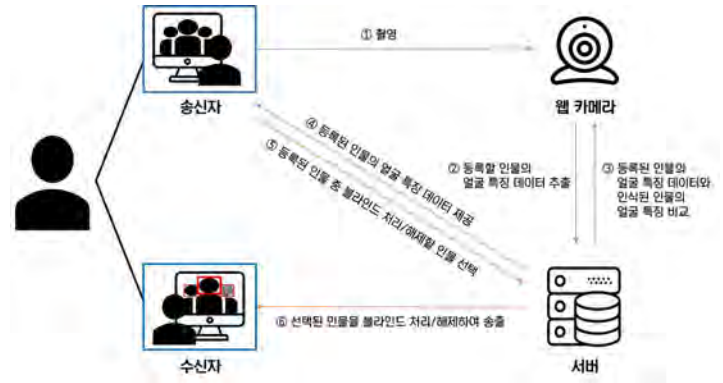 ① 촬영
송신자
웹 카메라
④ 등록된 인물의 얼굴 특징 데이터 제공
⑤ 등록된 인물 중 블라인드 처리/해제할 인물 선택
② 등록할 인물의
얼굴 특징 데이터 추출
③ 등록된 인물의
얼굴 특징 데이터와
인식된 인물의
얼굴 특징 비교
⑥ 선택된 인물을 블라인드 처리/해제하여 송출
수신자
서버